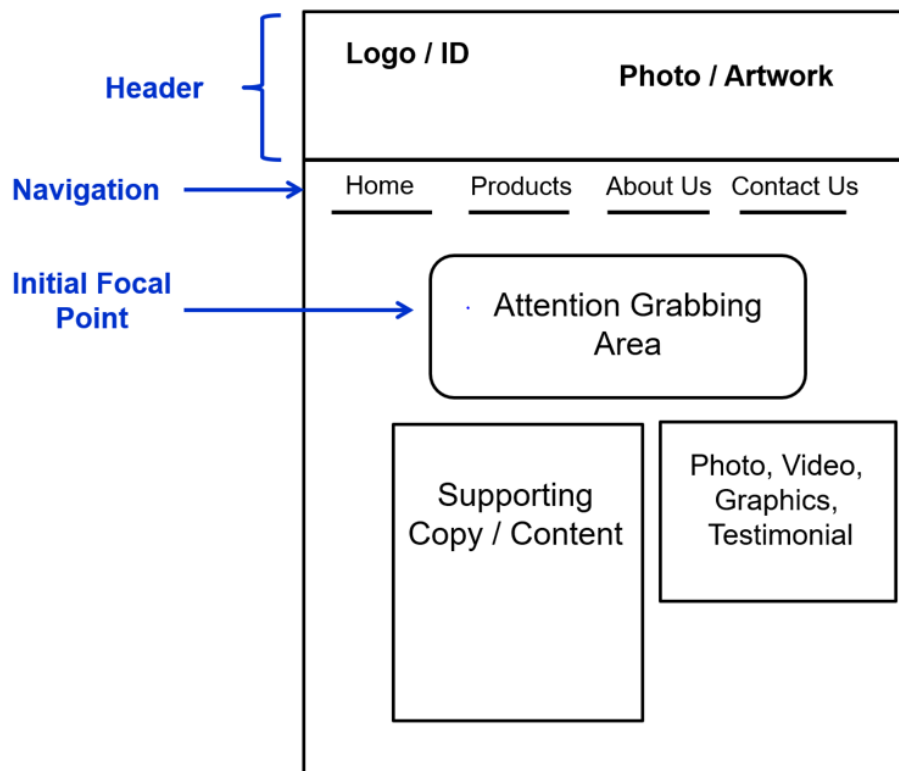 Logo / ID
Photo / Artwork
Header
Navigation
Home Products About Us Contact Us
Initial Focal
Point
Attention Grabbing
Area
Supporting
Copy / Content
Photo, Video,
Graphics,
Testimonial